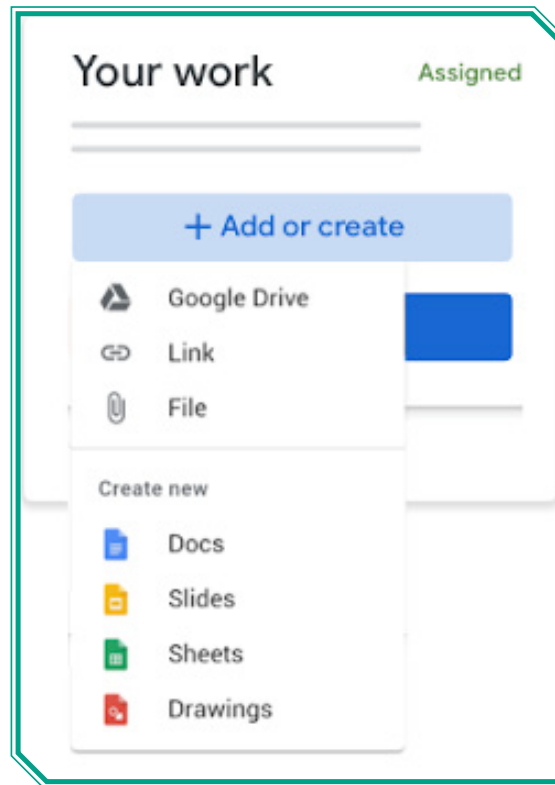 Your work
Assigned
+ Add or create
Google Drive
Link
File
Create new
Docs
Slides
Sheets
Drawings